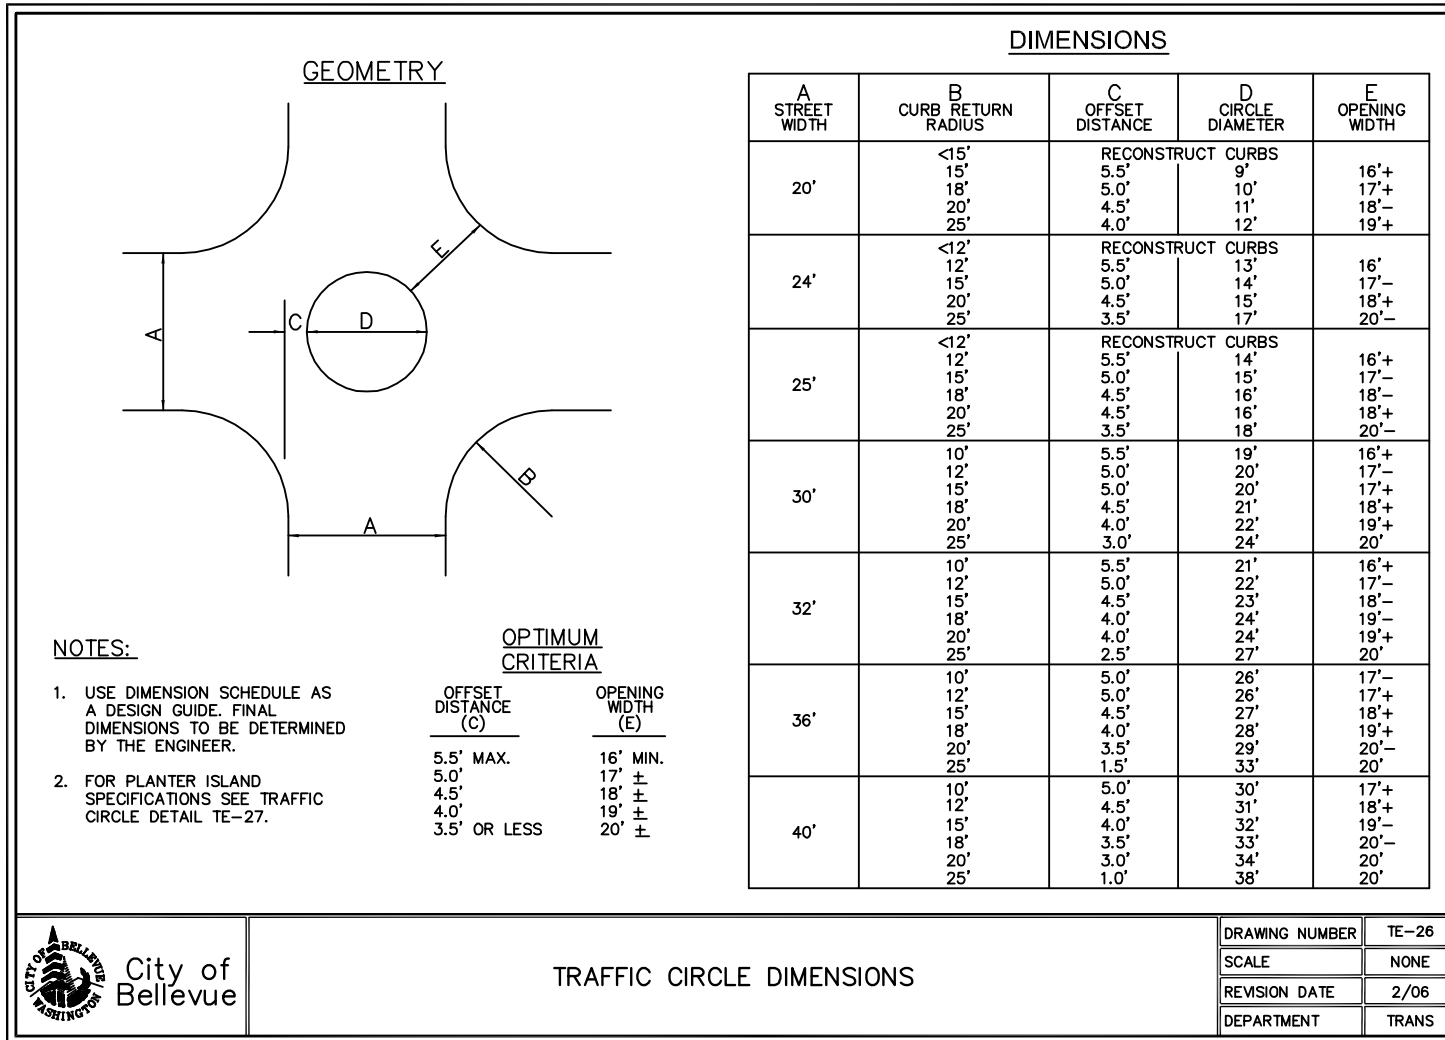 GEOMETRY
E
A
C
D
B
A
NOTES:
1. USE DIMENSION SCHEDULE AS
A DESIGN GUIDE. FINAL
DIMENSIONS TO BE DETERMINED
BY THE ENGINEER.
2. FOR PLANTER ISLAND
SPECIFICATIONS SEE TRAFFIC
CIRCLE DETAIL TE-27.
OPTIMUM
CRITERIA
OFFSET DISTANCE (C) OPENING WIDTH (E)
5.5' MAX. 16' MIN.
5.0' 17' ±
4.5' 18' ±
4.0' 19' ±
3.5' OR LESS 20' ±
DIMENSIONS
A STREET WIDTH B CURB RETURN RADIUS C OFFSET DISTANCE D CIRCLE DIAMETER E OPENING WIDTH
20'
<15' RECONSTRUCT CURBS
15' 5.5' 9' 16'+
18' 5.0' 10' 17'+
20' 4.5' 11' 18'-
25' 4.0' 12' 19'+
24'
<12' RECONSTRUCT CURBS
12' 5.5' 13' 16'
15' 5.0' 14' 17'-
20' 4.5' 15' 18'+
25' 3.5' 17' 20'-
25'
<12' RECONSTRUCT CURBS
12' 5.5' 14' 16'+
15' 5.0' 15' 17'-
18' 4.5' 16' 18'-
20' 4.5' 16' 18'+
25' 3.5' 18' 20'-
30'
10' 5.5' 19' 16'+
12' 5.0' 20' 17'-
15' 5.0' 20' 17'+
18' 4.5' 21' 18'+
20' 4.0' 22' 19'+
25' 3.0' 24' 20'
32'
10' 5.5' 21' 16'+
12' 5.0' 22' 17'-
15' 4.5' 23' 18'-
18' 4.0' 24' 19'-
20' 4.0' 24' 19'+
25' 2.5' 27' 20'
36'
10' 5.0' 26' 17'-
12' 5.0' 26' 17'+
15' 4.5' 27' 18'+
18' 4.0' 28' 19'+
20' 3.5' 29' 20'-
25' 1.5' 33' 20'
40'
10' 5.0' 30' 17'+
12' 4.5' 31' 18'+
15' 4.0' 32' 19'-
18' 3.5' 33' 20'-
20' 3.0' 34' 20'
25' 1.0' 38' 20'
CITY OF BELLEVUE
WASHINGTON
City of
Bellevue
TRAFFIC CIRCLE DIMENSIONS
DRAWING NUMBER TE-26
SCALE NONE
REVISION DATE 2/06
DEPARTMENT TRANS